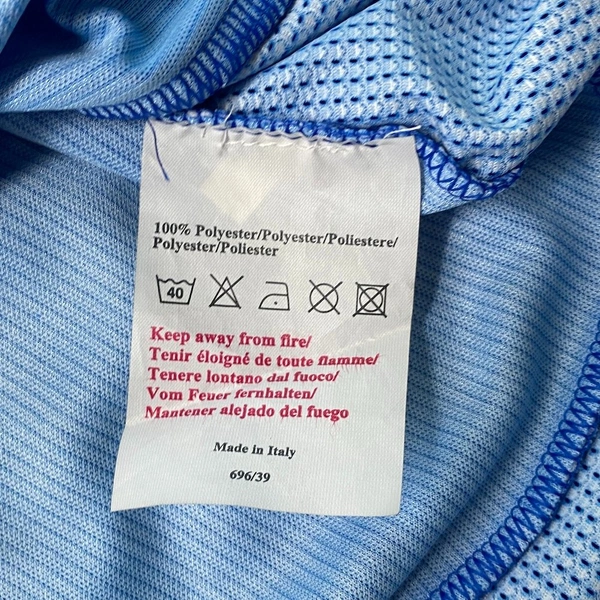 100% Polyester/Polyester/Poliestere/
Polyester/Poliester
40
Keep away from fire/
Tenir éloigné de toute flamme/
Tenere lontano dal fuoco/
Vom Feuer fernhalten/
Mantener alejado del fuego
Made in Italy
696/39